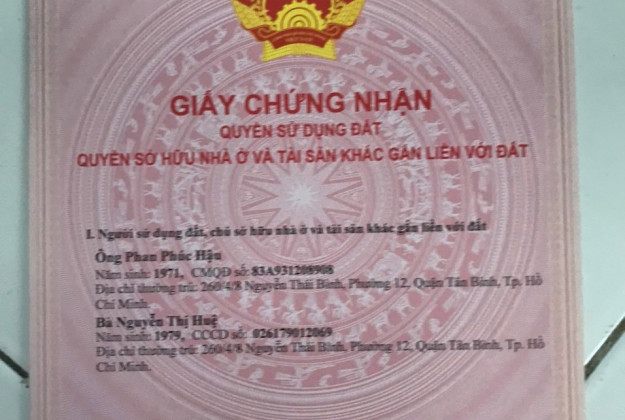 GIẤY CHỨNG NHẬN
QUYỀN SỬ DỤNG ĐẤT
QUYỀN SỞ HỮU NHÀ Ở VÀ TÀI SẢN KHÁC GẮN LIỀN VỚI ĐẤT
I. Người sử dụng đất, chủ sở hữu nhà ở và tài sản khác gắn liền với đất
Ông Phan Phúc Hậu
Năm sinh: 1971, CMQĐ số: 83A931208908
Địa chỉ thường trú: 260/4/8 Nguyễn Thái Bình, Phường 12, Quận Tân Bình, Tp. Hồ
Chí Minh.
Bà Nguyễn Thị Huệ
Năm sinh: 1979, CCCD số: 026179012069
Địa chỉ thường trú: 260/4/8 Nguyễn Thái Bình, Phường 12, Quận Tân Bình, Tp. Hồ
Chí Minh.